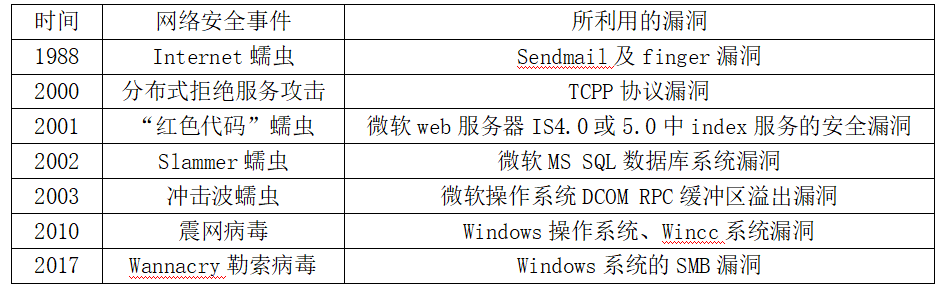 时间 网络安全事件 所利用的漏洞
1988 Internet 蠕虫 Sendmail 及 finger 漏洞
2000 分布式拒绝服务攻击 TCPP 协议漏洞
2001 “红色代码”蠕虫 微软 web 服务器 IS4.0 或 5.0 中 index 服务的安全漏洞
2002 Slammer 蠕虫 微软 MS SQL 数据库系统漏洞
2003 冲击波蠕虫 微软操作系统 DCOM RPC 缓冲区溢出漏洞
2010 震网病毒 Windows 操作系统、Wincc 系统漏洞
2017 Wannacry 勒索病毒 Windows 系统的 SMB 漏洞